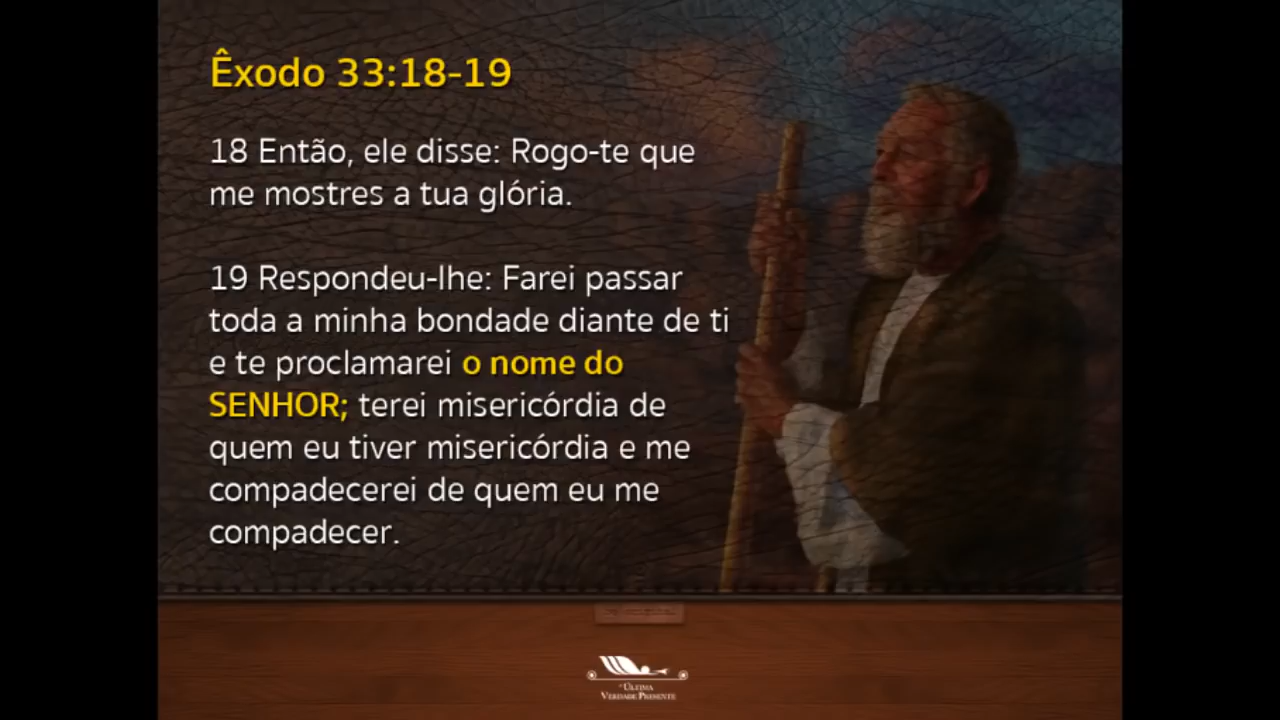 Êxodo 33:18-19
18 Então, ele disse: Rogo-te que
me mostres a tua glória.
19 Respondeu-lhe: Farei passar
toda a minha bondade diante de ti
e te proclamarei o nome do
SENHOR; terei misericórdia de
quem eu tiver misericórdia e me
compadecerei de quem eu me
compadecer.
A ÚLTIMA
VERDADE PRESENTE